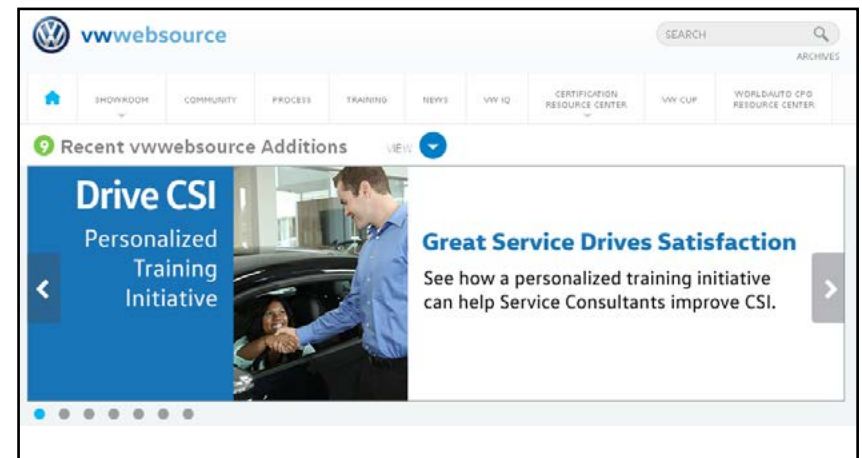 vwwebsource
SEARCH
ARCHIVES
SHOWROOM
COMMUNITY
PROCESS
TRAINING
NEWS
VW IQ
CERTIFICATION
RESOURCE CENTER
VW CUP
WORLDAUTO CPO
RESOURCE CENTER
9 Recent vwwebsource Additions
VIEW
Drive CSI
Personalized
Training
Initiative
Great Service Drives Satisfaction
See how a personalized training initiative
can help Service Consultants improve CSI.